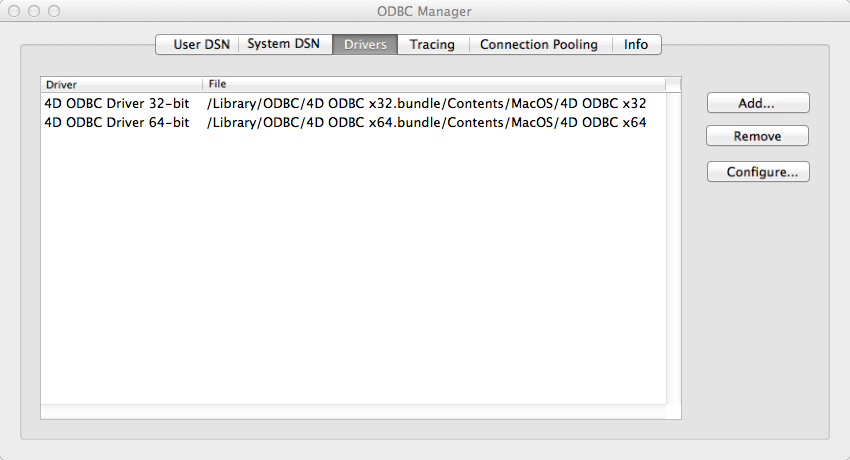 ODBC Manager
User DSN System DSN Drivers Tracing Connection Pooling Info
Driver File
4D ODBC Driver 32-bit /Library/ODBC/4D ODBC x32.bundle/Contents/MacOS/4D ODBC x32
4D ODBC Driver 64-bit /Library/ODBC/4D ODBC x64.bundle/Contents/MacOS/4D ODBC x64
Add...
Remove
Configure...